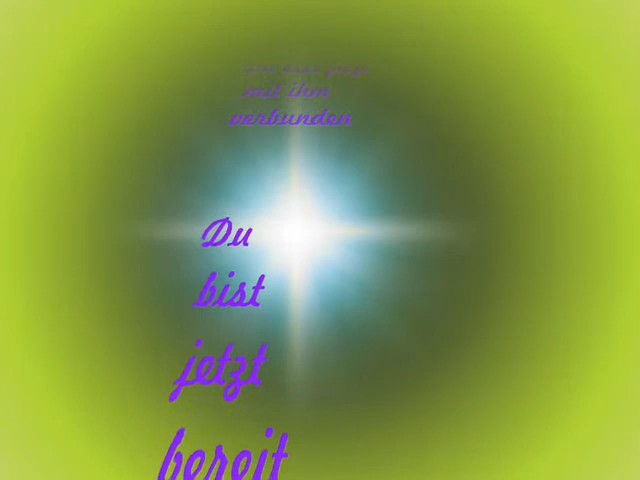 mit ihm
verbunden
Du
bist
jetzt
bereit